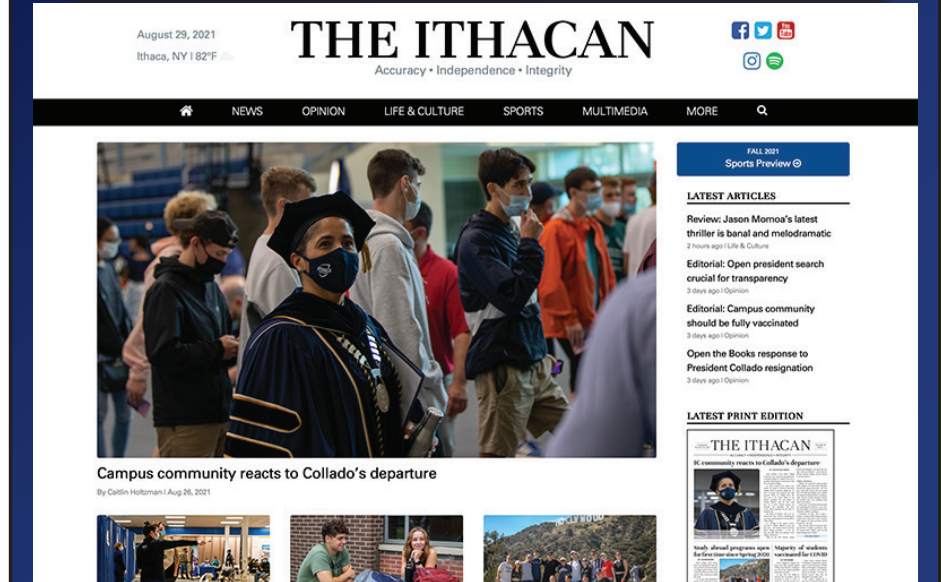 August 29, 2021
Ithaca, NY | 82°F
THE ITHACAN
Accuracy • Independence • Integrity
NEWS OPINION LIFE & CULTURE SPORTS MULTIMEDIA MORE
FALL 2021
Sports Preview
LATEST ARTICLES
Review: Jason Momoa's latest
thriller is banal and melodramatic
2 hours ago | Life & Culture
Editorial: Open president search
crucial for transparency
3 days ago | Opinion
Editorial: Campus community
should be fully vaccinated
3 days ago | Opinion
Open the Books response to
President Collado resignation
3 days ago | Opinion
LATEST PRINT EDITION
THE ITHACAN
IC community reacts to Collado's departure
Study abroad programs open
for first time since Spring 2020
Majority of students
vaccinated for COVID
Campus community reacts to Collado's departure
By Caitlin Holtzman | Aug 26, 2021
HOLLYWOOD